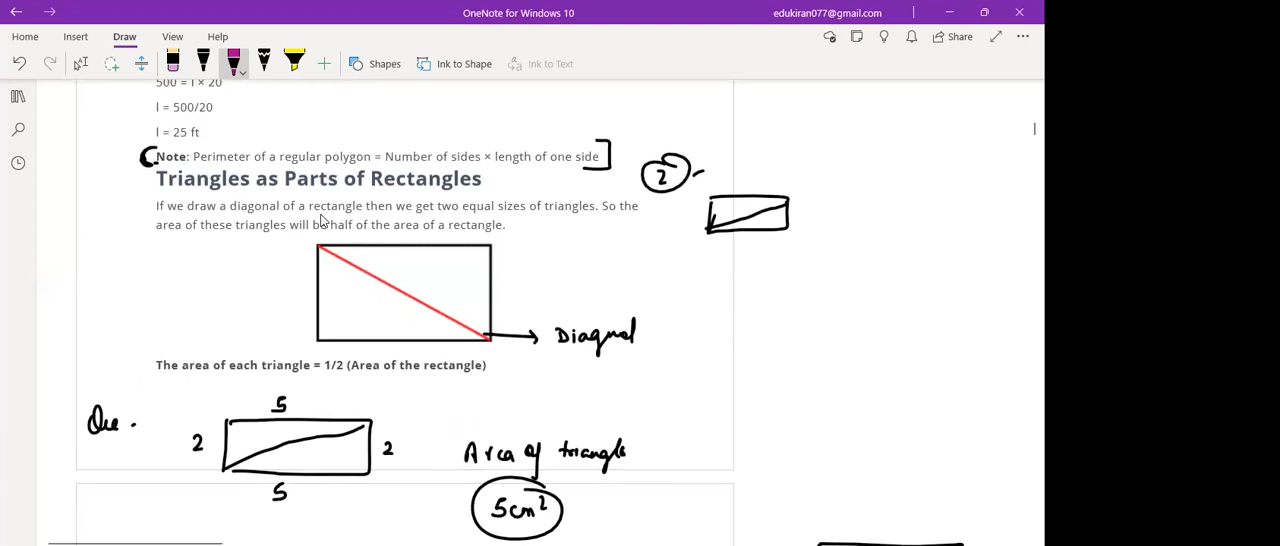 OneNote for Windows 10
edukiran077@gmail.com
Home Insert Draw View Help
Share
Shapes Ink to Shape Ink to Text
500 = l × 20
l = 500/20
l = 25 ft
Note: Perimeter of a regular polygon = Number of sides × length of one side
2
Triangles as Parts of Rectangles
If we draw a diagonal of a rectangle then we get two equal sizes of triangles. So the
area of these triangles will be half of the area of a rectangle.
Diagnol
The area of each triangle = 1/2 (Area of the rectangle)
5
Que.
2 2
Area of triangle
5
5cm²